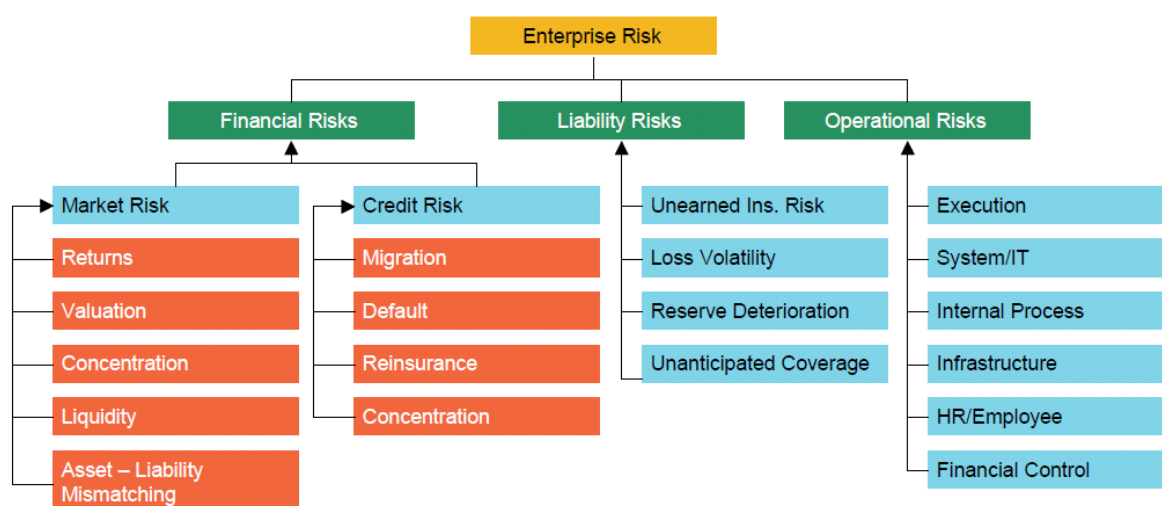 Enterprise Risk
Financial Risks
Liability Risks
Operational Risks
Market Risk
Returns
Valuation
Concentration
Liquidity
Asset – Liability
Mismatching
Credit Risk
Migration
Default
Reinsurance
Concentration
Unearned Ins. Risk
Loss Volatility
Reserve Deterioration
Unanticipated Coverage
Execution
System/IT
Internal Process
Infrastructure
HR/Employee
Financial Control